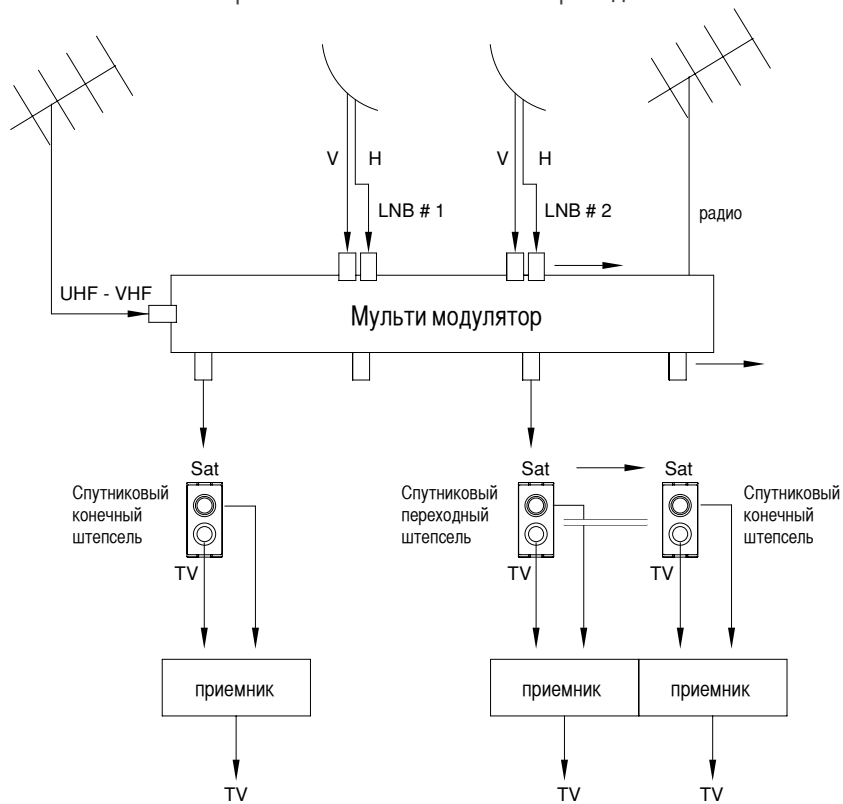 V
H
V
H
LNB # 1
LNB # 2
радио
UHF - VHF
Мульти модулятор
Sat
Sat
Sat
Спутниковый
конечный
штепсель
Спутниковый
переходный
штепсель
Спутниковый
конечный
штепсель
TV
TV
TV
приемник
приемник
приемник
TV
TV
TV